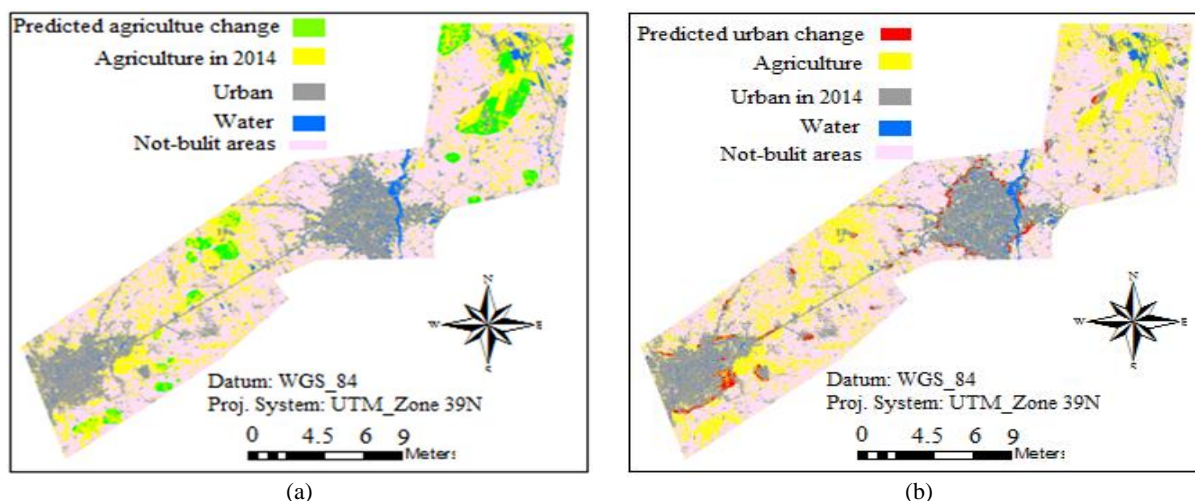 Predicted agricultue change
Agriculture in 2014
Urban
Water
Not-bulit areas
N
W
E
S
Datum: WGS_84
Proj. System: UTM_Zone 39N
0 4.5 6 9
Meters
(a)
Predicted urban change
Agriculture
Urban in 2014
Water
Not-bulit areas
N
W
E
S
Datum: WGS_84
Proj. System: UTM_Zone 39N
0 4.5 6 9
Meters
(b)